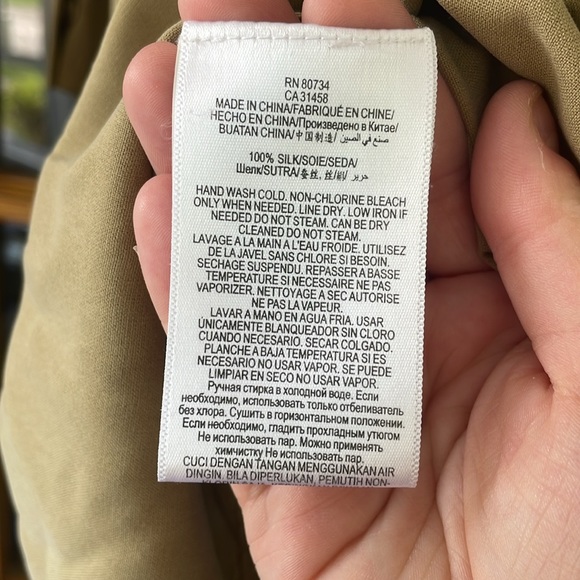 RN 80734
CA 31458
MADE IN CHINA/FABRIQUÉ EN CHINE/
HECHO EN CHINA/Произведено в Китае/
BUATAN CHINA/中国制造/ صنع في الصين
100% SILK/SOIE/SEDA/
Шелк/SUTRA/蚕丝, 丝/ حرير
HAND WASH COLD. NON-CHLORINE BLEACH
ONLY WHEN NEEDED. LINE DRY. LOW IRON IF
NEEDED DO NOT STEAM. CAN BE DRY
CLEANED DO NOT STEAM.
LAVAGE A LA MAIN A L'EAU FROIDE. UTILISEZ
DE LA JAVEL SANS CHLORE SI BESOIN.
SECHAGE SUSPENDU. REPASSER A BASSE
TEMPERATURE SI NECESSAIRE NE PAS
VAPORIZER. NETTOYAGE A SEC AUTORISE
NE PAS LA VAPEUR.
LAVAR A MANO EN AGUA FRIA. USAR
ÚNICAMENTE BLANQUEADOR SIN CLORO
CUANDO NECESARIO. SECAR COLGADO.
PLANCHE A BAJA TEMPERATURA SI ES
NECESARIO NO USAR VAPOR. SE PUEDE
LIMPIAR EN SECO NO USAR VAPOR.
Ручная стирка в холодной воде. Если
необходимо, использовать только отбеливатель
без хлора. Сушить в горизонтальном положении.
Если необходимо, гладить прохладным утюгом
Не использовать пар. Можно применять
химчистку Не использовать пар.
CUCI DENGAN TANGAN MENGGUNAKAN AIR
DINGIN. BILA DIPERLUKAN, PEMUTIH NON-